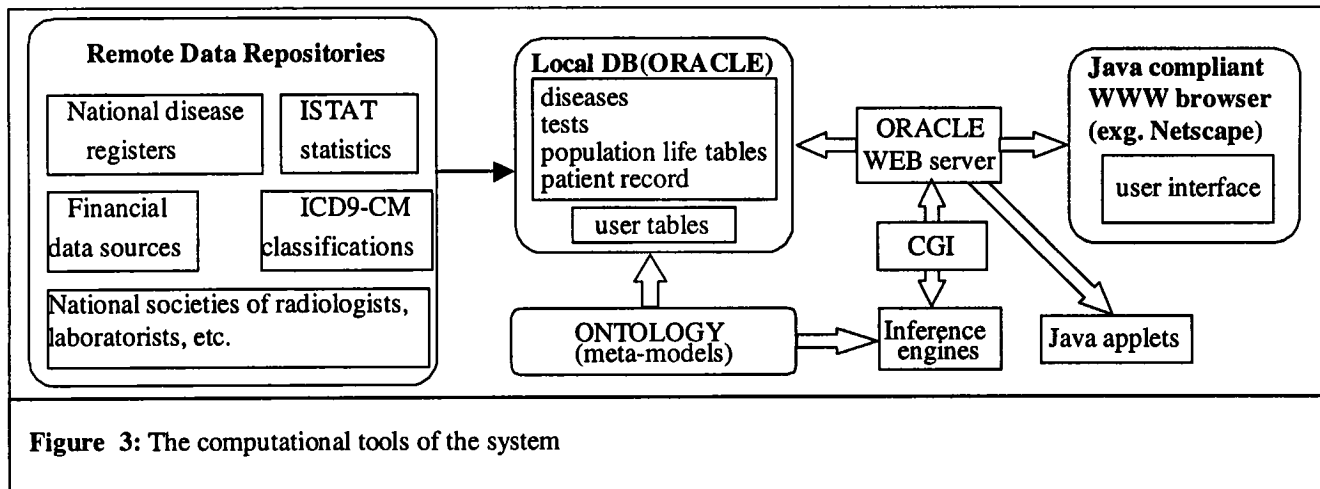 Remote Data Repositories
National disease
registers
ISTAT
statistics
Financial
data sources
ICD9-CM
classifications
National societies of radiologists,
laboratorists, etc.
Local DB(ORACLE)
diseases
tests
population life tables
patient record
user tables
ONTOLOGY
(meta-models)
ORACLE
WEB server
CGI
Inference
engines
Java applets
Java compliant
WWW browser
(exg. Netscape)
user interface
Figure 3: The computational tools of the system